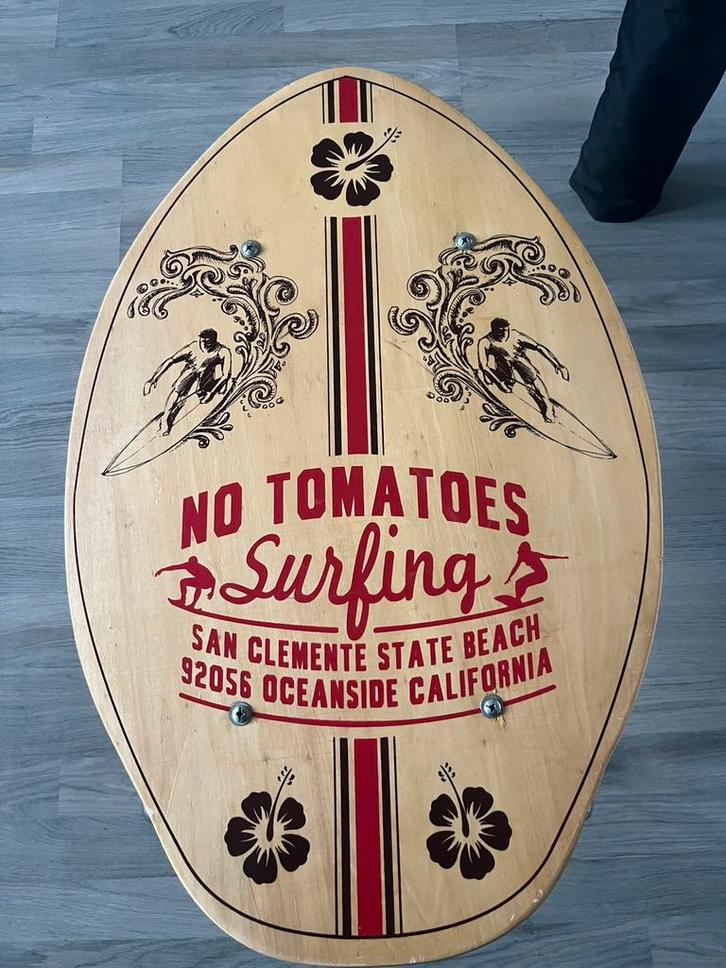 NO TOMATOES
Surfing
SAN CLEMENTE STATE BEACH
92056 OCEANSIDE CALIFORNIA